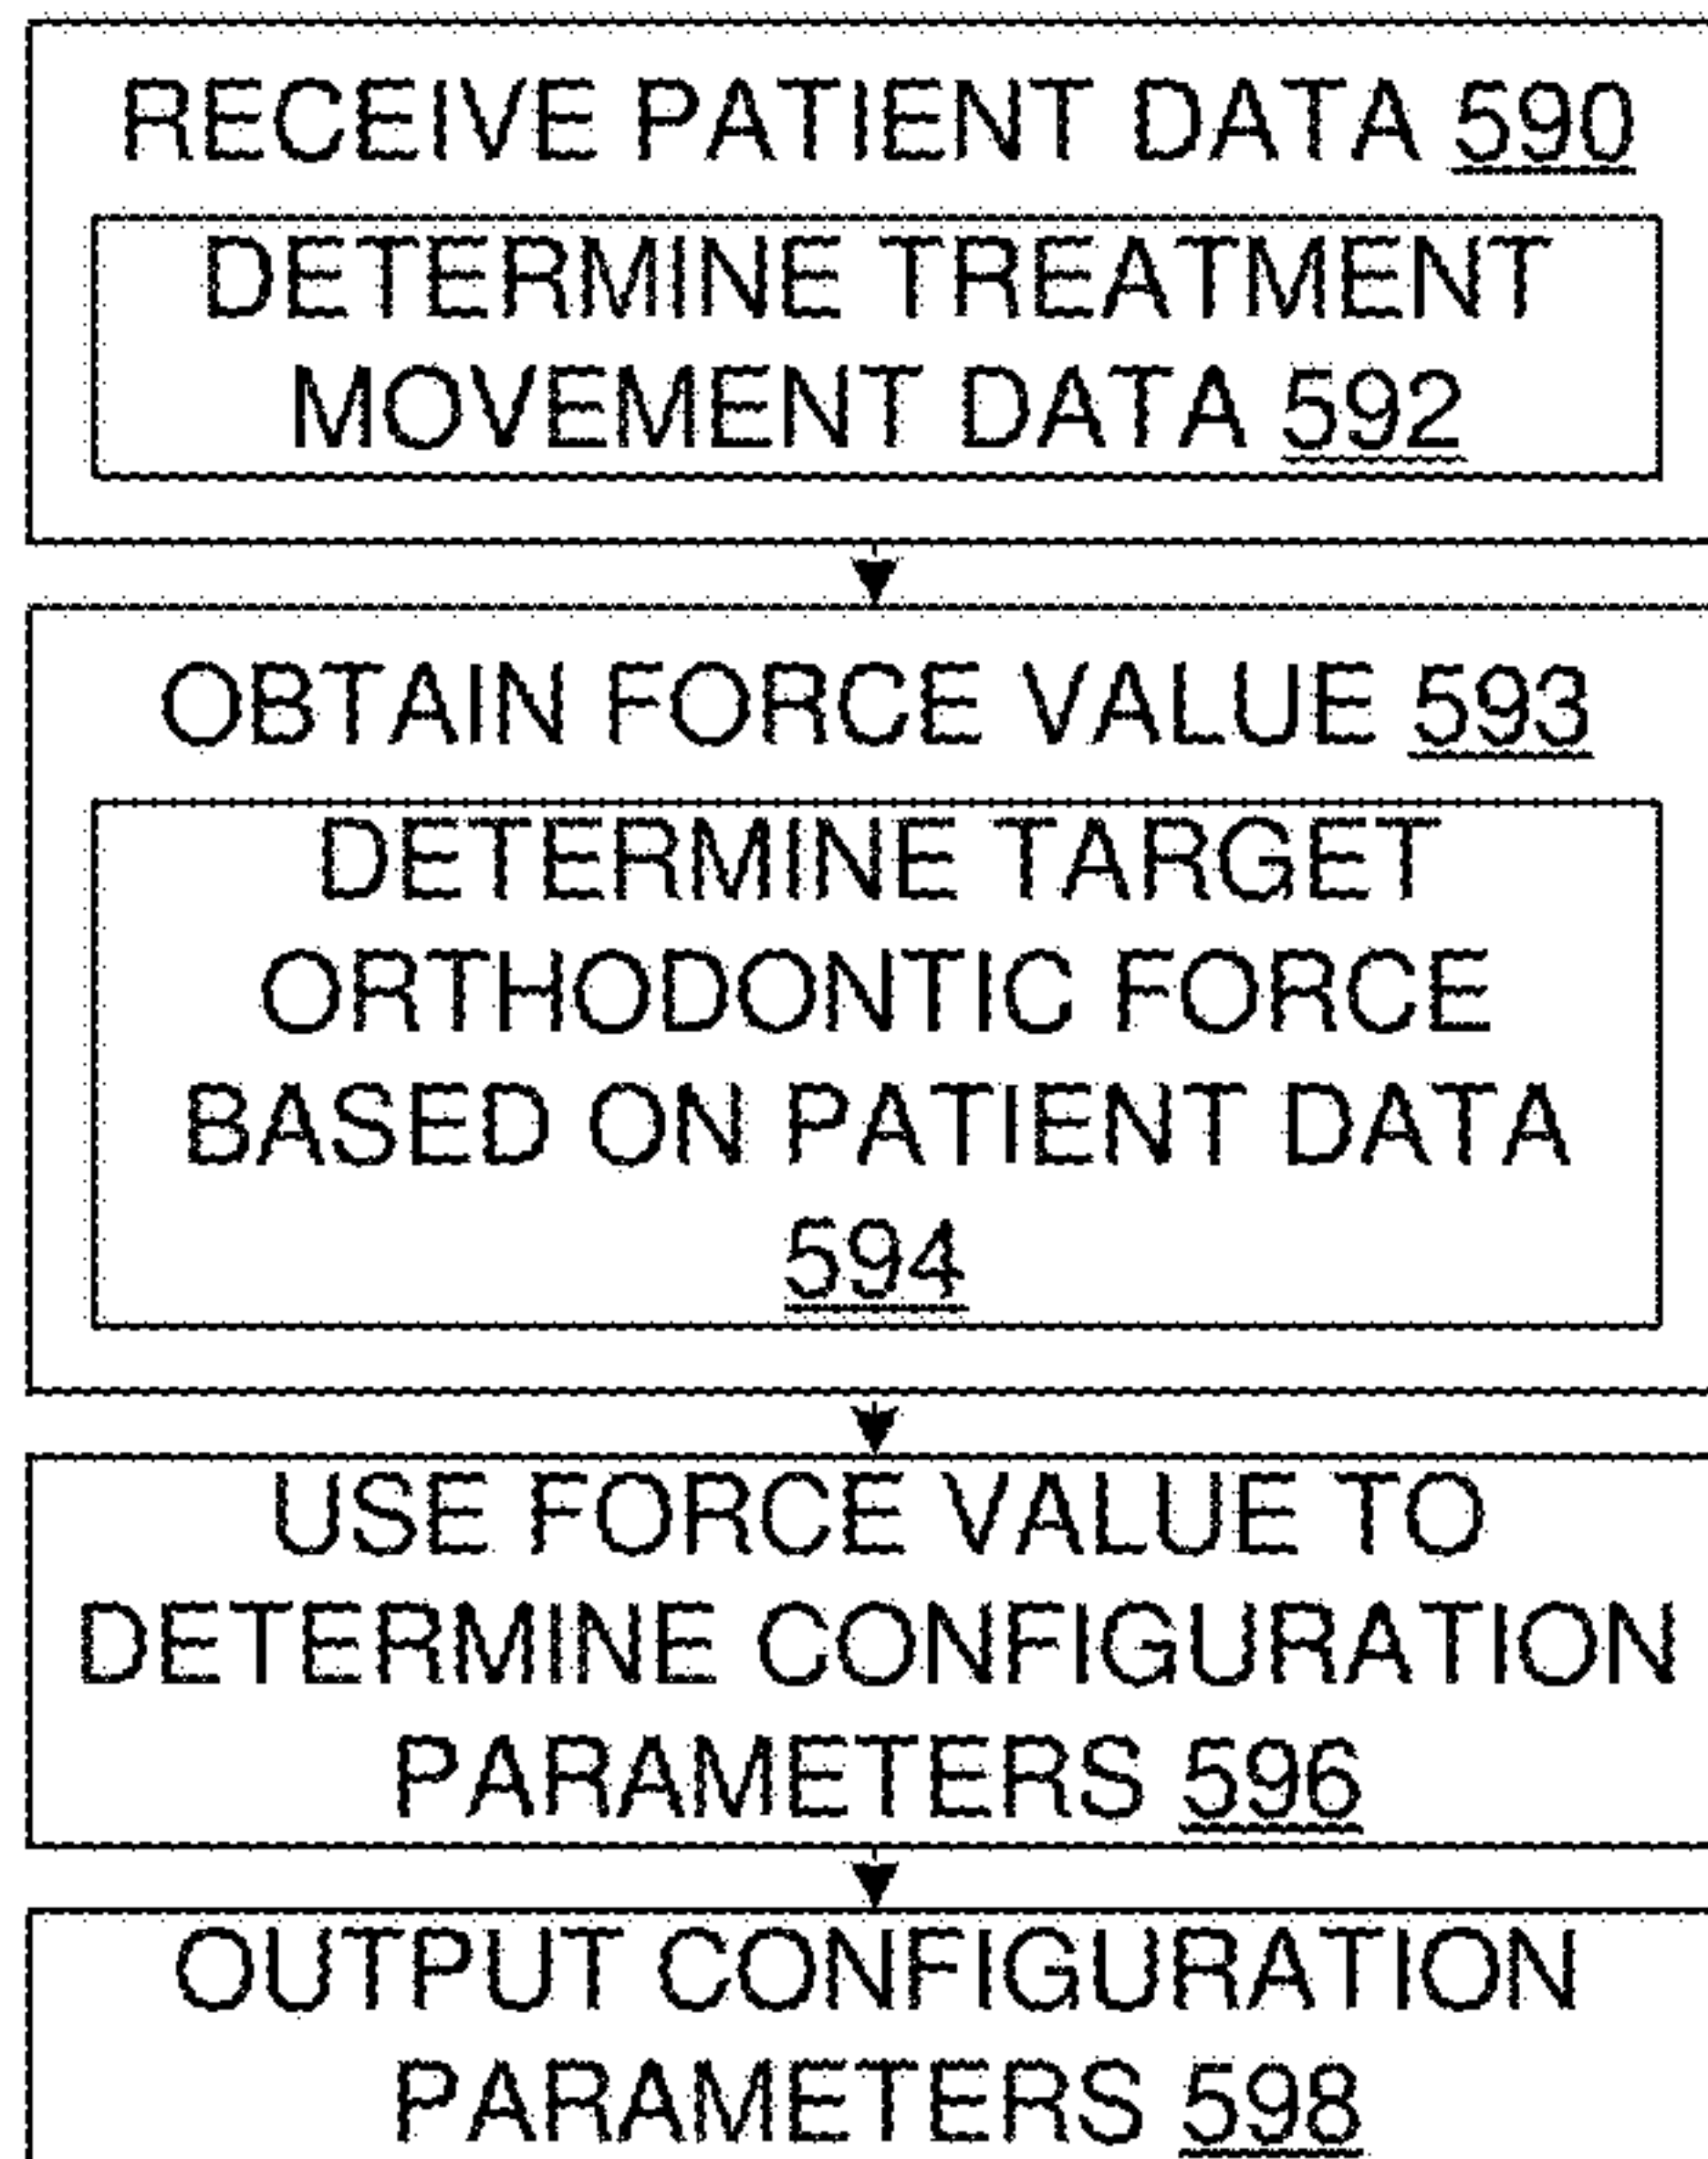 RECEIVE PATIENT DATA 590
DETERMINE TREATMENT
MOVEMENT DATA 592
OBTAIN FORCE VALUE 593
DETERMINE TARGET
ORTHODONTIC FORCE
BASED ON PATIENT DATA
594
USE FORCE VALUE TO
DETERMINE CONFIGURATION
PARAMETERS 596
OUTPUT CONFIGURATION
PARAMETERS 598